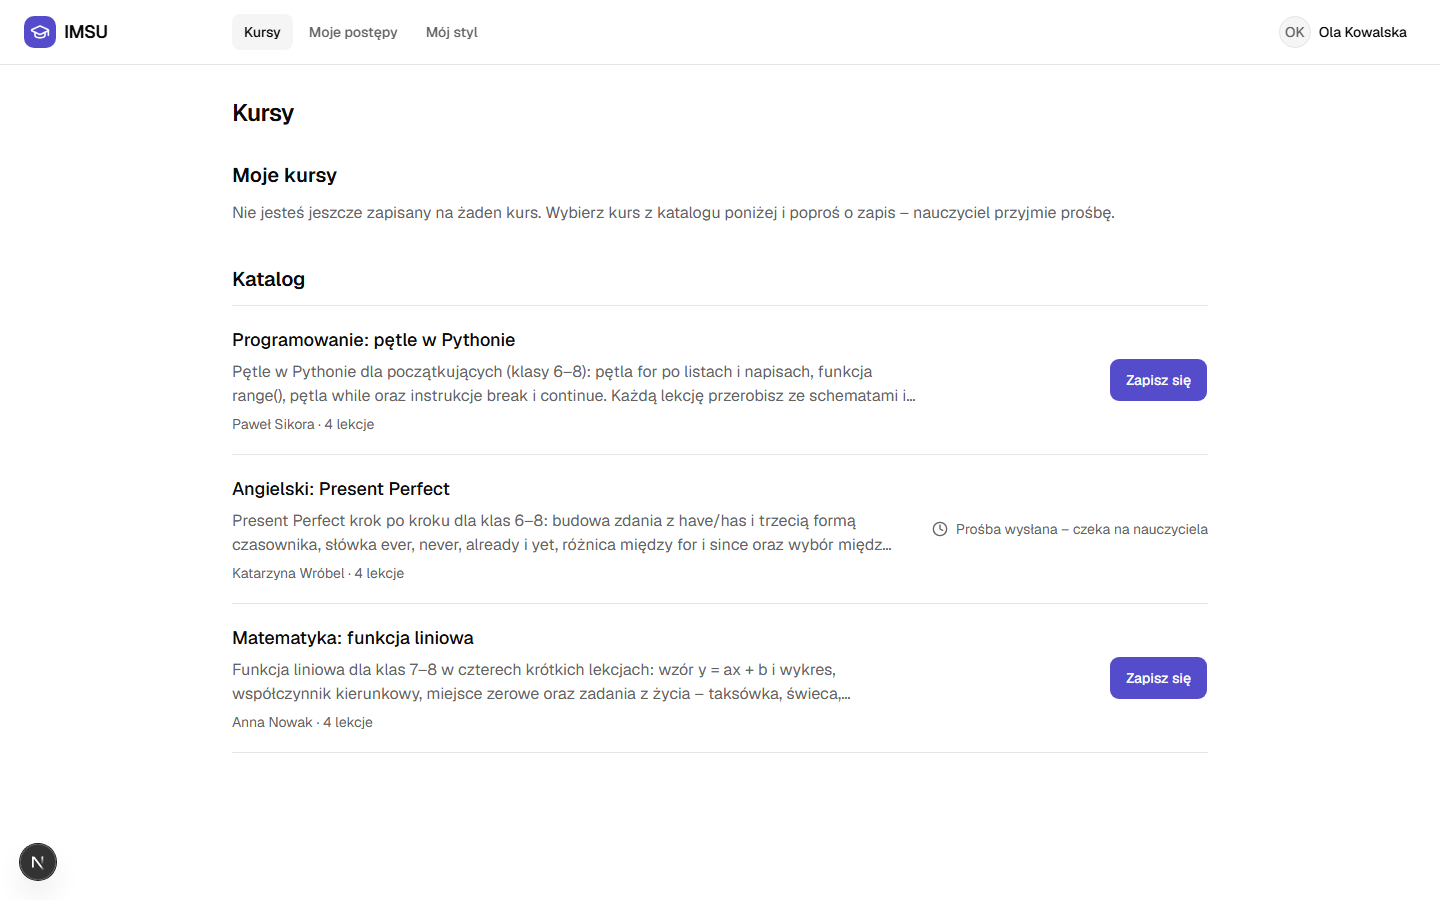 IMSU
Kursy
Moje postępy
Mój styl
OK
Ola Kowalska
Kursy
Moje kursy
Nie jesteś jeszcze zapisany na żaden kurs. Wybierz kurs z katalogu poniżej i poproś o zapis – nauczyciel przyjmie prośbę.
Katalog
Programowanie: pętle w Pythonie
Pętle w Pythonie dla początkujących (klasy 6–8): pętla for po listach i napisach, funkcja
range(), pętla while oraz instrukcje break i continue. Każdą lekcję przerobisz ze schematami i…
Paweł Sikora · 4 lekcje
Zapisz się
Angielski: Present Perfect
Present Perfect krok po kroku dla klas 6–8: budowa zdania z have/has i trzecią formą
czasownika, słówka ever, never, already i yet, różnica między for i since oraz wybór międz…
Katarzyna Wróbel · 4 lekcje
Prośba wysłana – czeka na nauczyciela
Matematyka: funkcja liniowa
Funkcja liniowa dla klas 7–8 w czterech krótkich lekcjach: wzór y = ax + b i wykres,
współczynnik kierunkowy, miejsce zerowe oraz zadania z życia – taksówka, świeca,…
Anna Nowak · 4 lekcje
Zapisz się
N